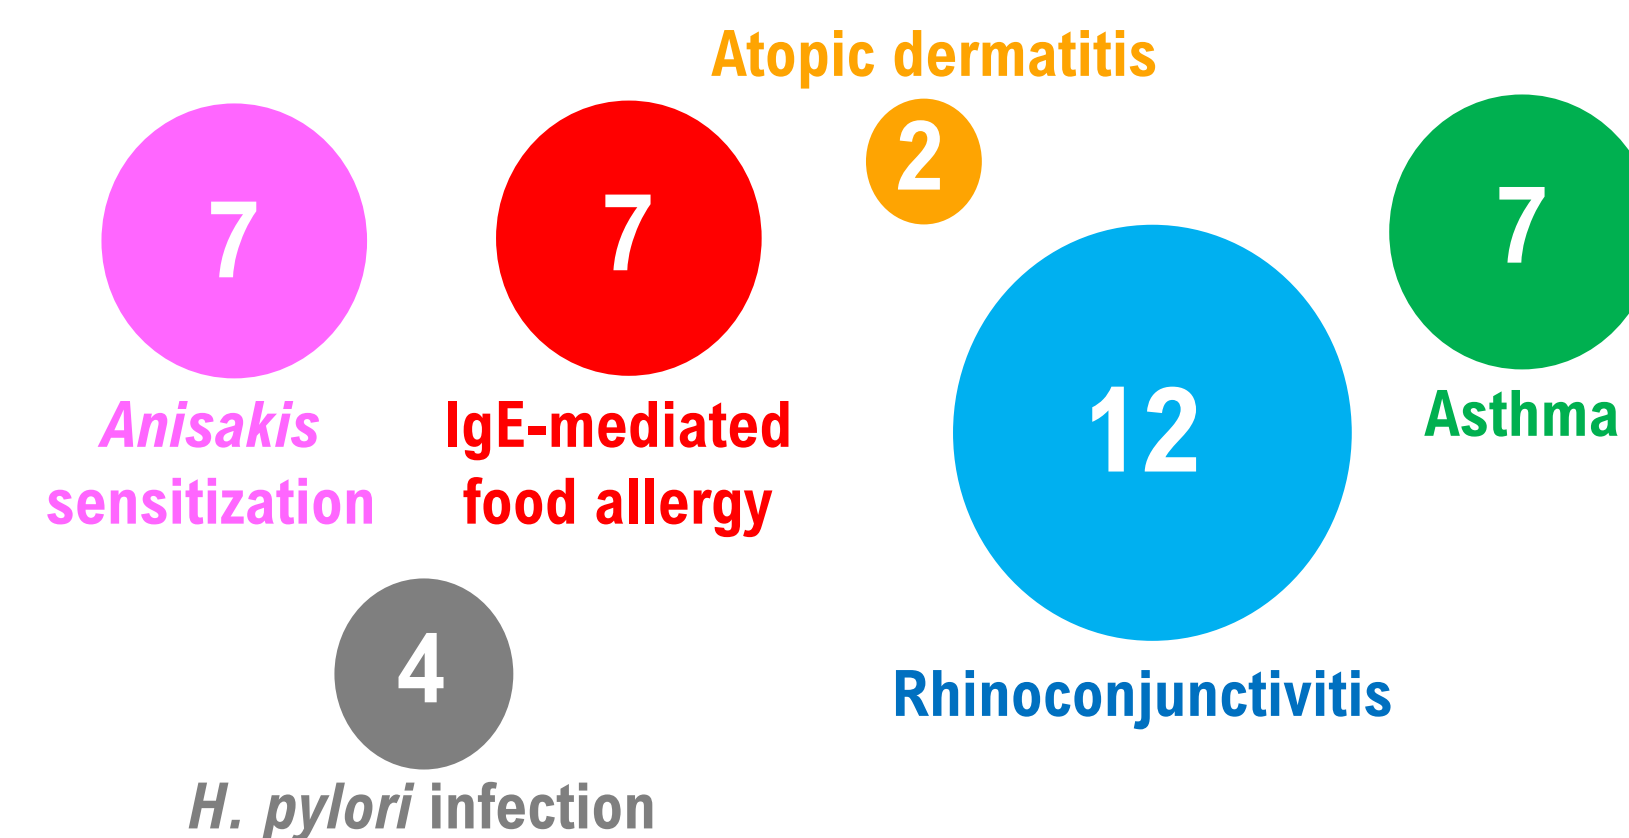 Atopic dermatitis
7
7
2
7
12
Anisakis
sensitization
IgE-mediated
food allergy
Asthma
4
Rhinoconjunctivitis
H. pylori infection